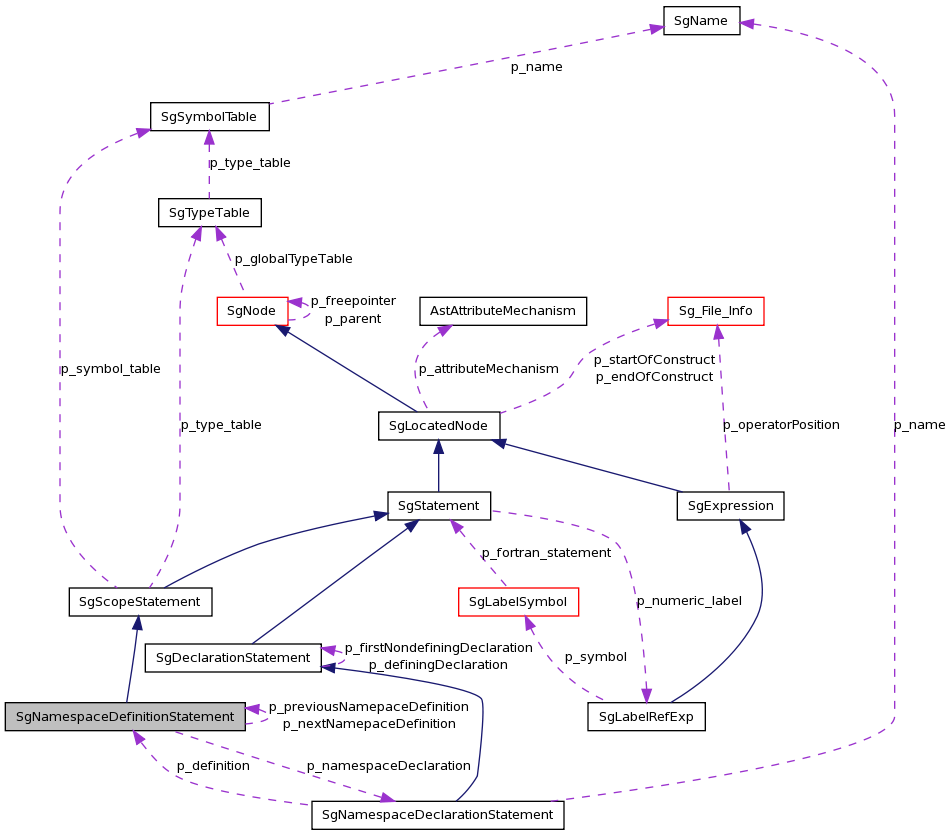 SgName
p_name
SgSymbolTable
p_type_table
SgTypeTable
p_globalTypeTable
SgNode
p_freepointer
p_parent
AstAttributeMechanism
Sg_File_Info
p_symbol_table
p_attributeMechanism
p_startOfConstruct
p_endOfConstruct
p_type_table
SgLocatedNode
p_operatorPosition
p_name
SgStatement
SgExpression
p_fortran_statement
SgScopeStatement
SgLabelSymbol
p_numeric_label
SgDeclarationStatement
p_firstNondefiningDeclaration
p_definingDeclaration
p_symbol
SgNamespaceDefinitionStatement
p_previousNamepaceDefinition
p_nextNamepaceDefinition
SgLabelRefExp
p_definition
p_namespaceDeclaration
SgNamespaceDeclarationStatement